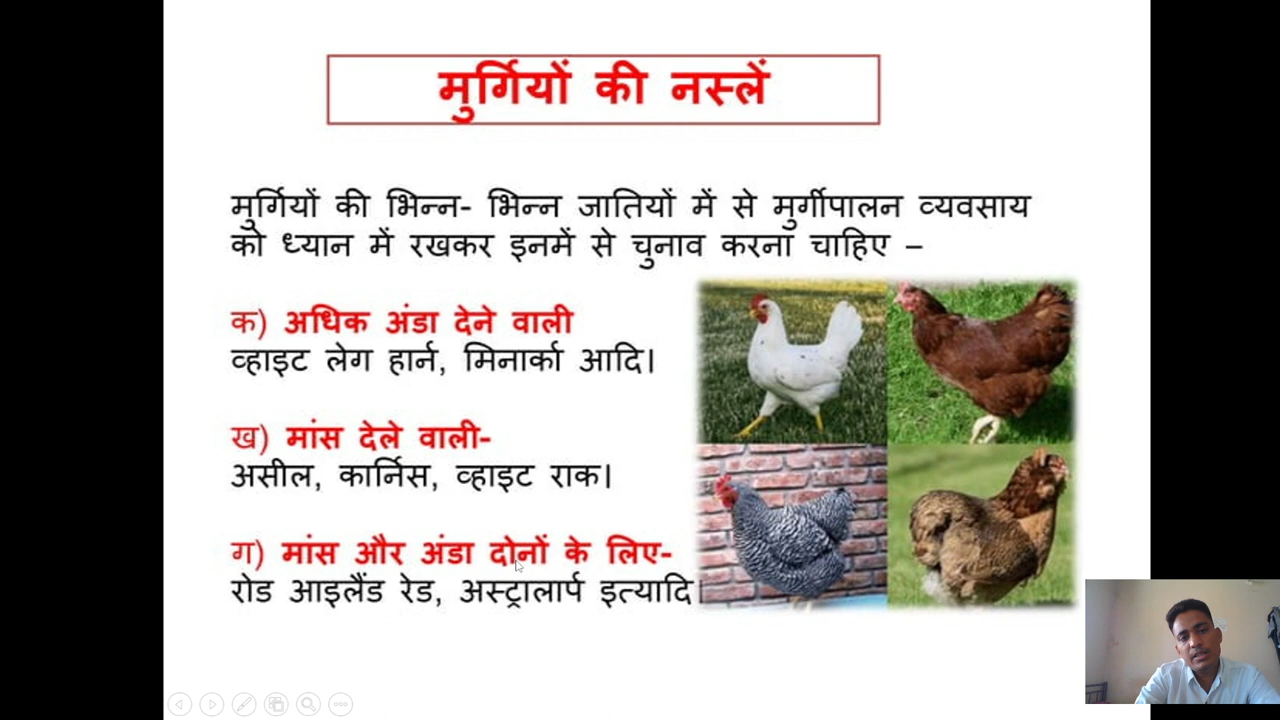 मुर्गियों की नस्लें
मुर्गियों की भिन्न- भिन्न जातियों में से मुर्गीपालन व्यवसाय
को ध्यान में रखकर इनमें से चुनाव करना चाहिए –
क) अधिक अंडा देने वाली
व्हाइट लेग हार्न, मिनार्का आदि।
ख) मांस देले वाली-
असील, कार्निस, व्हाइट राक।
ग) मांस और अंडा दोनों के लिए-
रोड आइलैंड रेड, अस्ट्रालार्प इत्यादि।